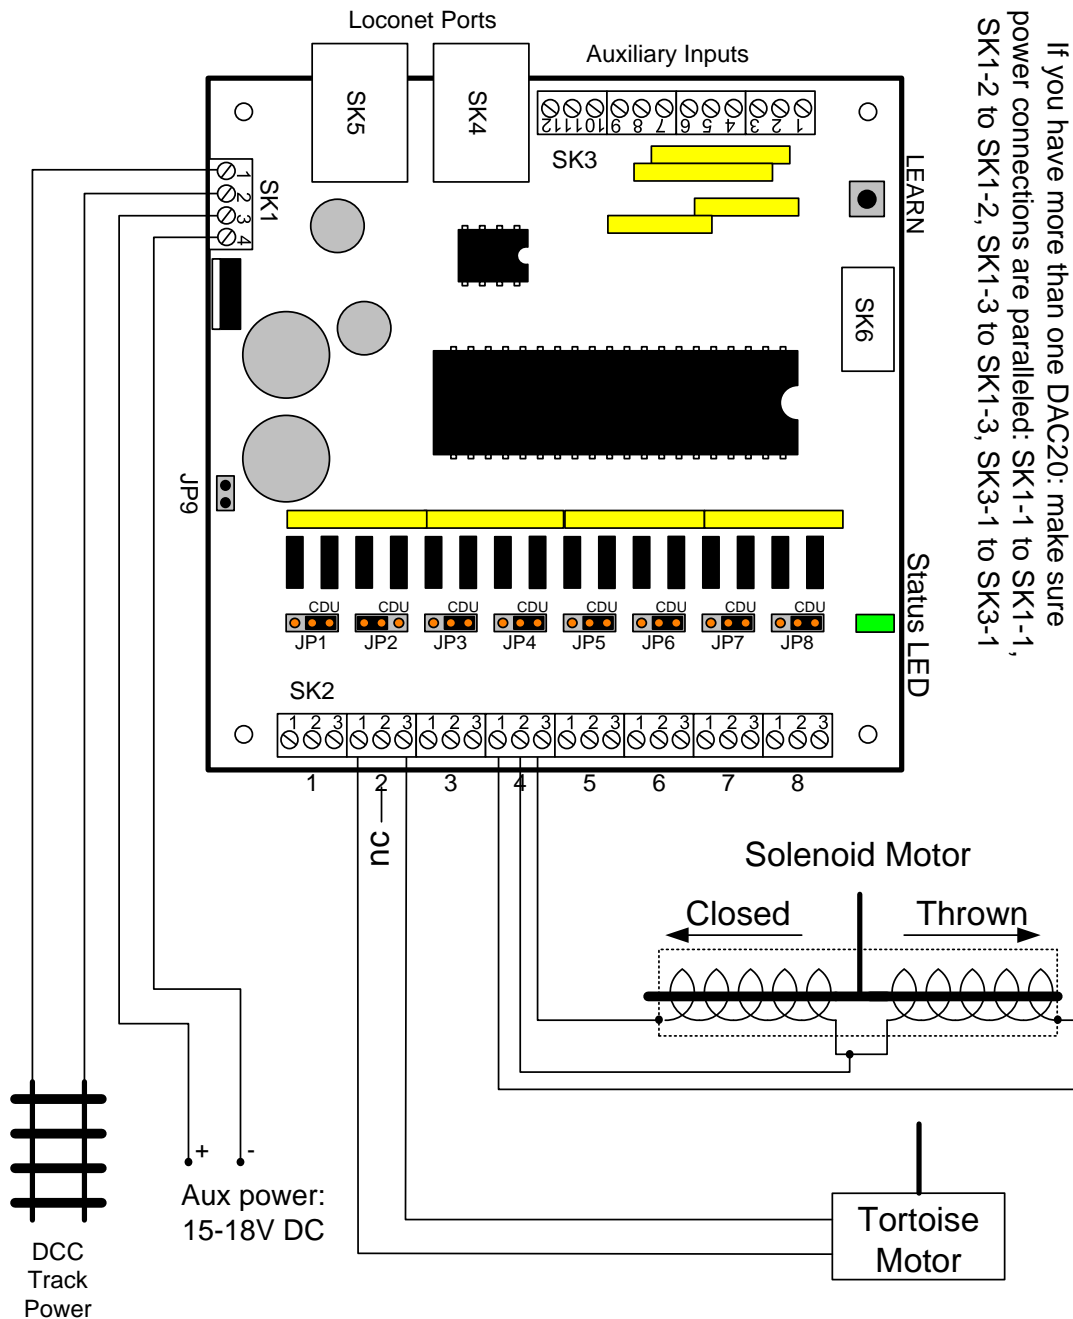 Loconet Ports
Auxiliary Inputs
If you have more than one DAC20: make sure
power connections are paralleled: SK1-1 to SK1-1,
SK1-2 to SK1-2, SK1-3 to SK1-3, SK3-1 to SK3-1
SK5
SK4
12 11 10 9 8 7 6 5 4 3 2 1
SK3
LEARN
1
2
3
4
SK1
SK6
JP9
Status LED
CDU CDU CDU CDU CDU CDU CDU
JP1 JP2 JP3 JP4 JP5 JP6 JP7 JP8
SK2
1 2 3 1 2 3 1 2 3 1 2 3 1 2 3 1 2 3 1 2 3 1 2 3
1 2 3 4 5 6 7 8
nc
Solenoid Motor
Closed
Thrown
+ -
Aux power:
15-18V DC
Tortoise
Motor
DCC
Track
Power